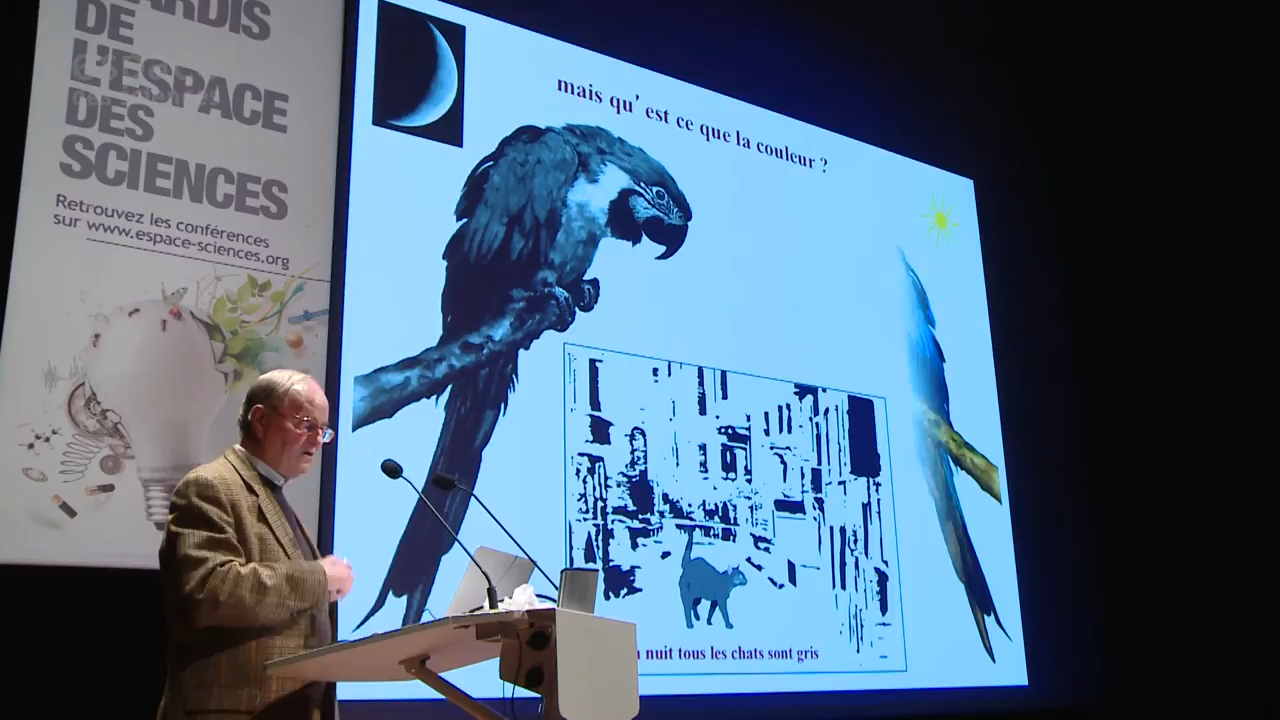 DE
L'ESPACE
DES
SCIENCES
Retrouvez les conférences
sur www.espace-sciences.org
mais qu' est ce que la couleur ?
nuit tous les chats sont gris